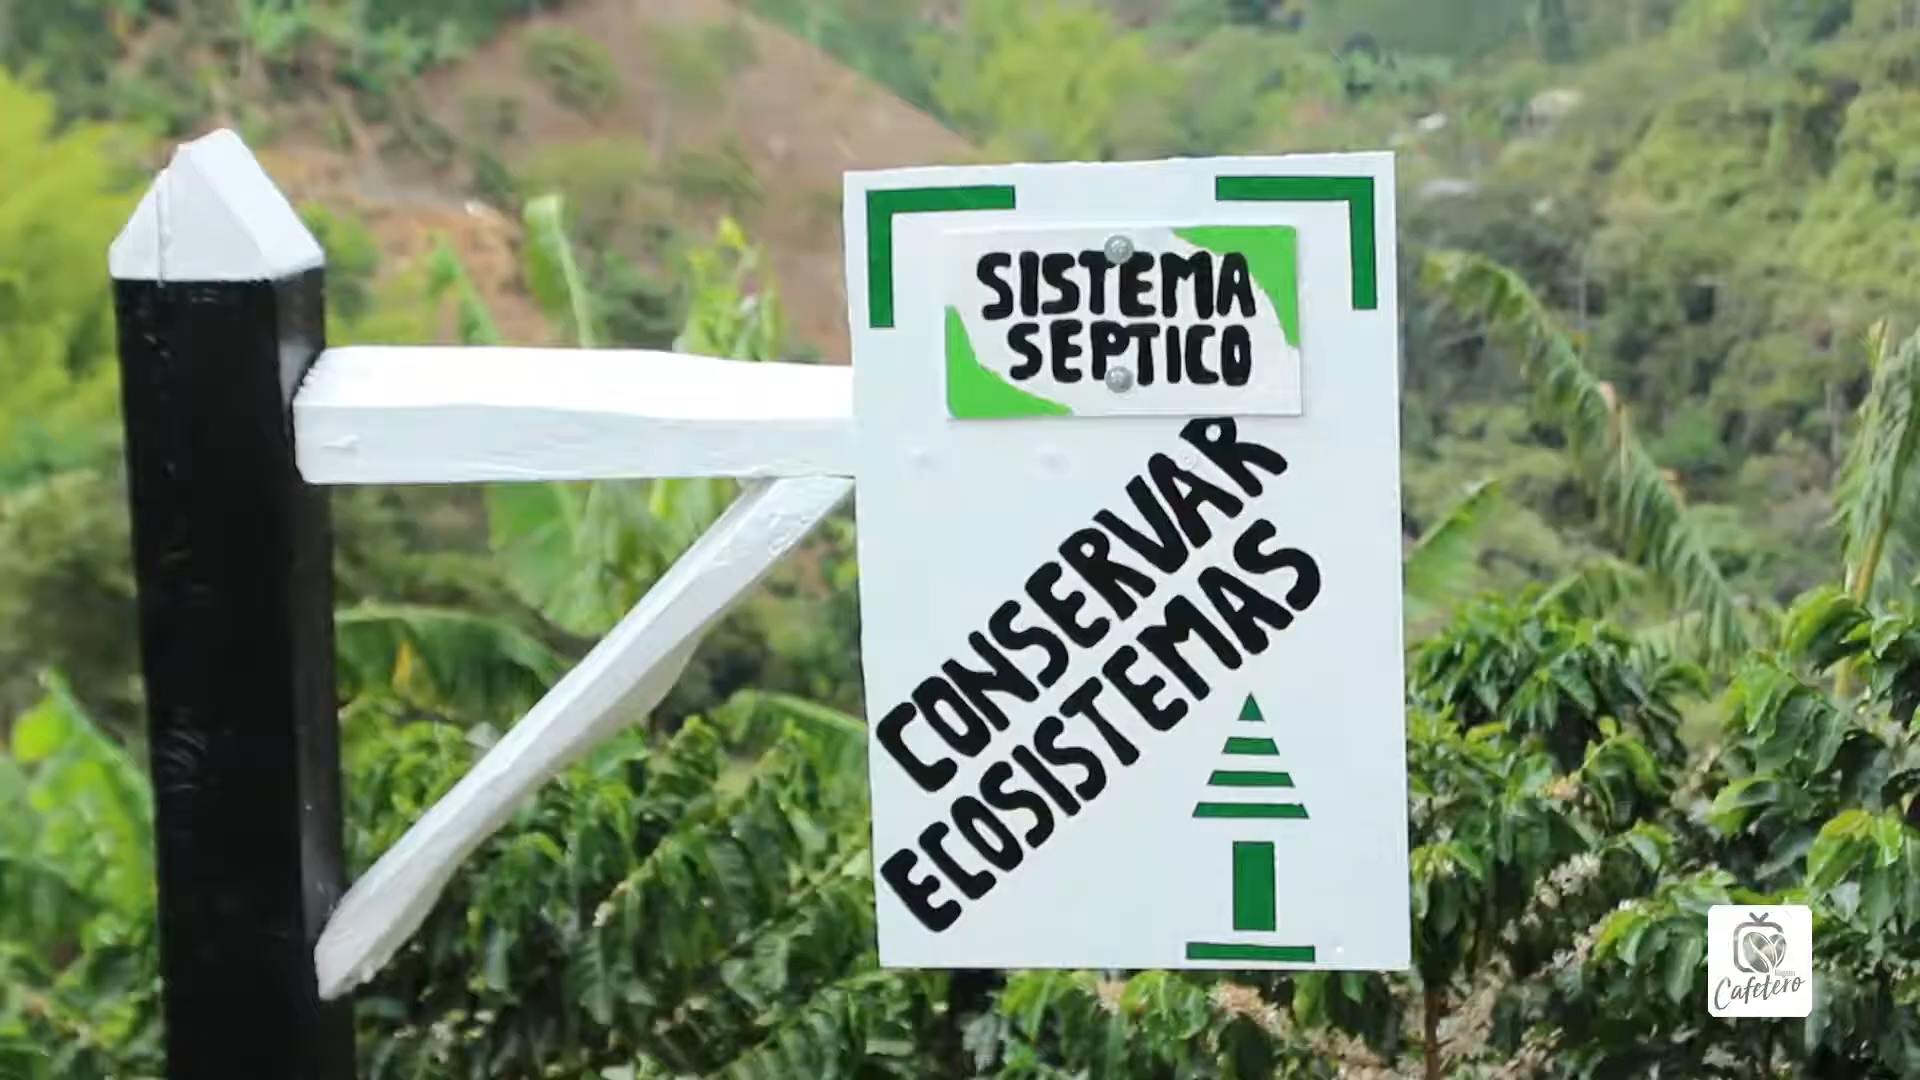 SISTEMA
SEPTICO
CONSERVAR
ECOSISTEMAS
Cafetero